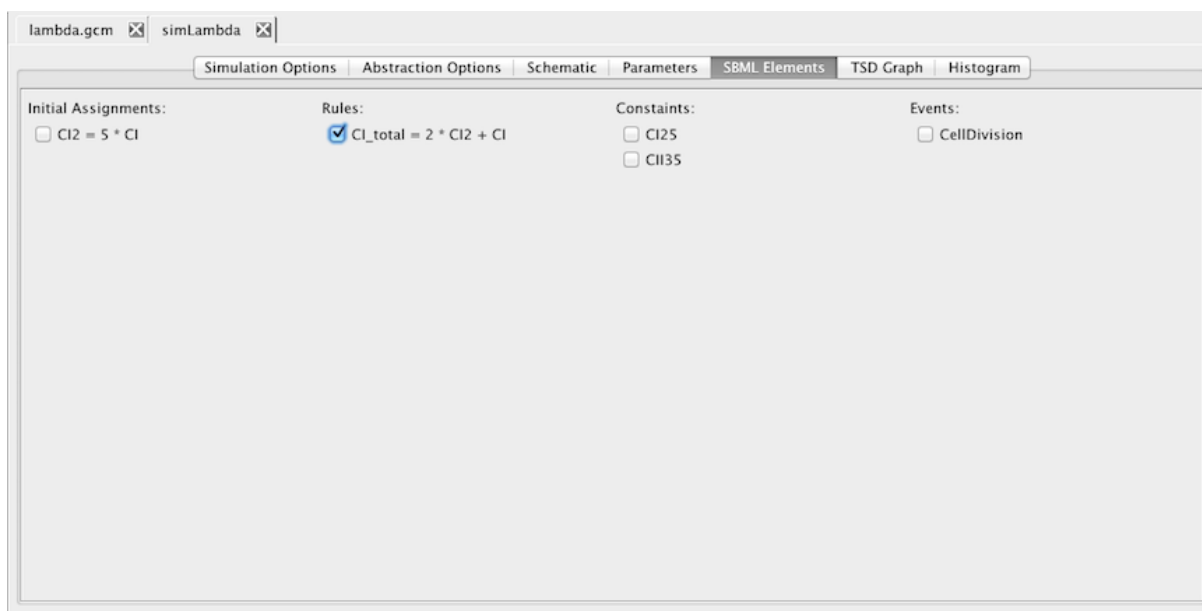 lambda.gcm simLambda
Simulation Options Abstraction Options Schematic Parameters SBML Elements TSD Graph Histogram
Initial Assignments: Rules: Constaints: Events:
CI2 = 5 * CI CI_total = 2 * CI2 + CI CI25 CellDivision
CII35